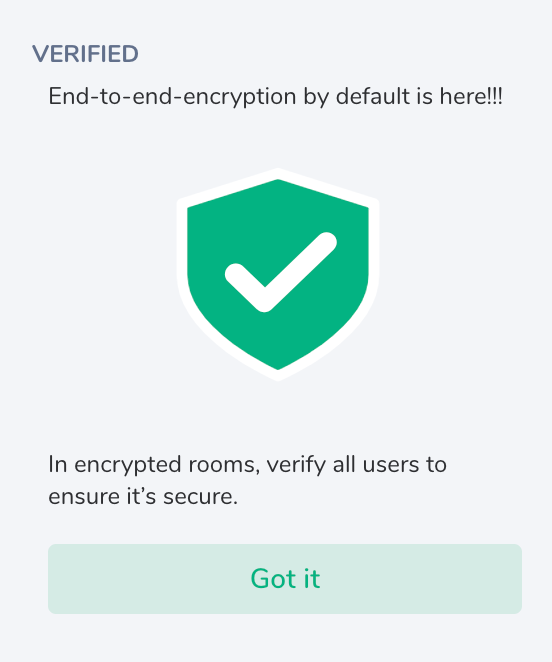 VERIFIED
End-to-end-encryption by default is here!!!
In encrypted rooms, verify all users to
ensure it’s secure.
Got it